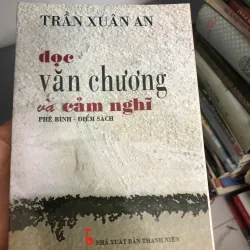 TRẦN XUÂN AN
đọc
văn chương
và cảm nghĩ
PHÊ BÌNH - ĐIỂM SÁCH
NHÀ XUẤT BẢN THANH NIÊN